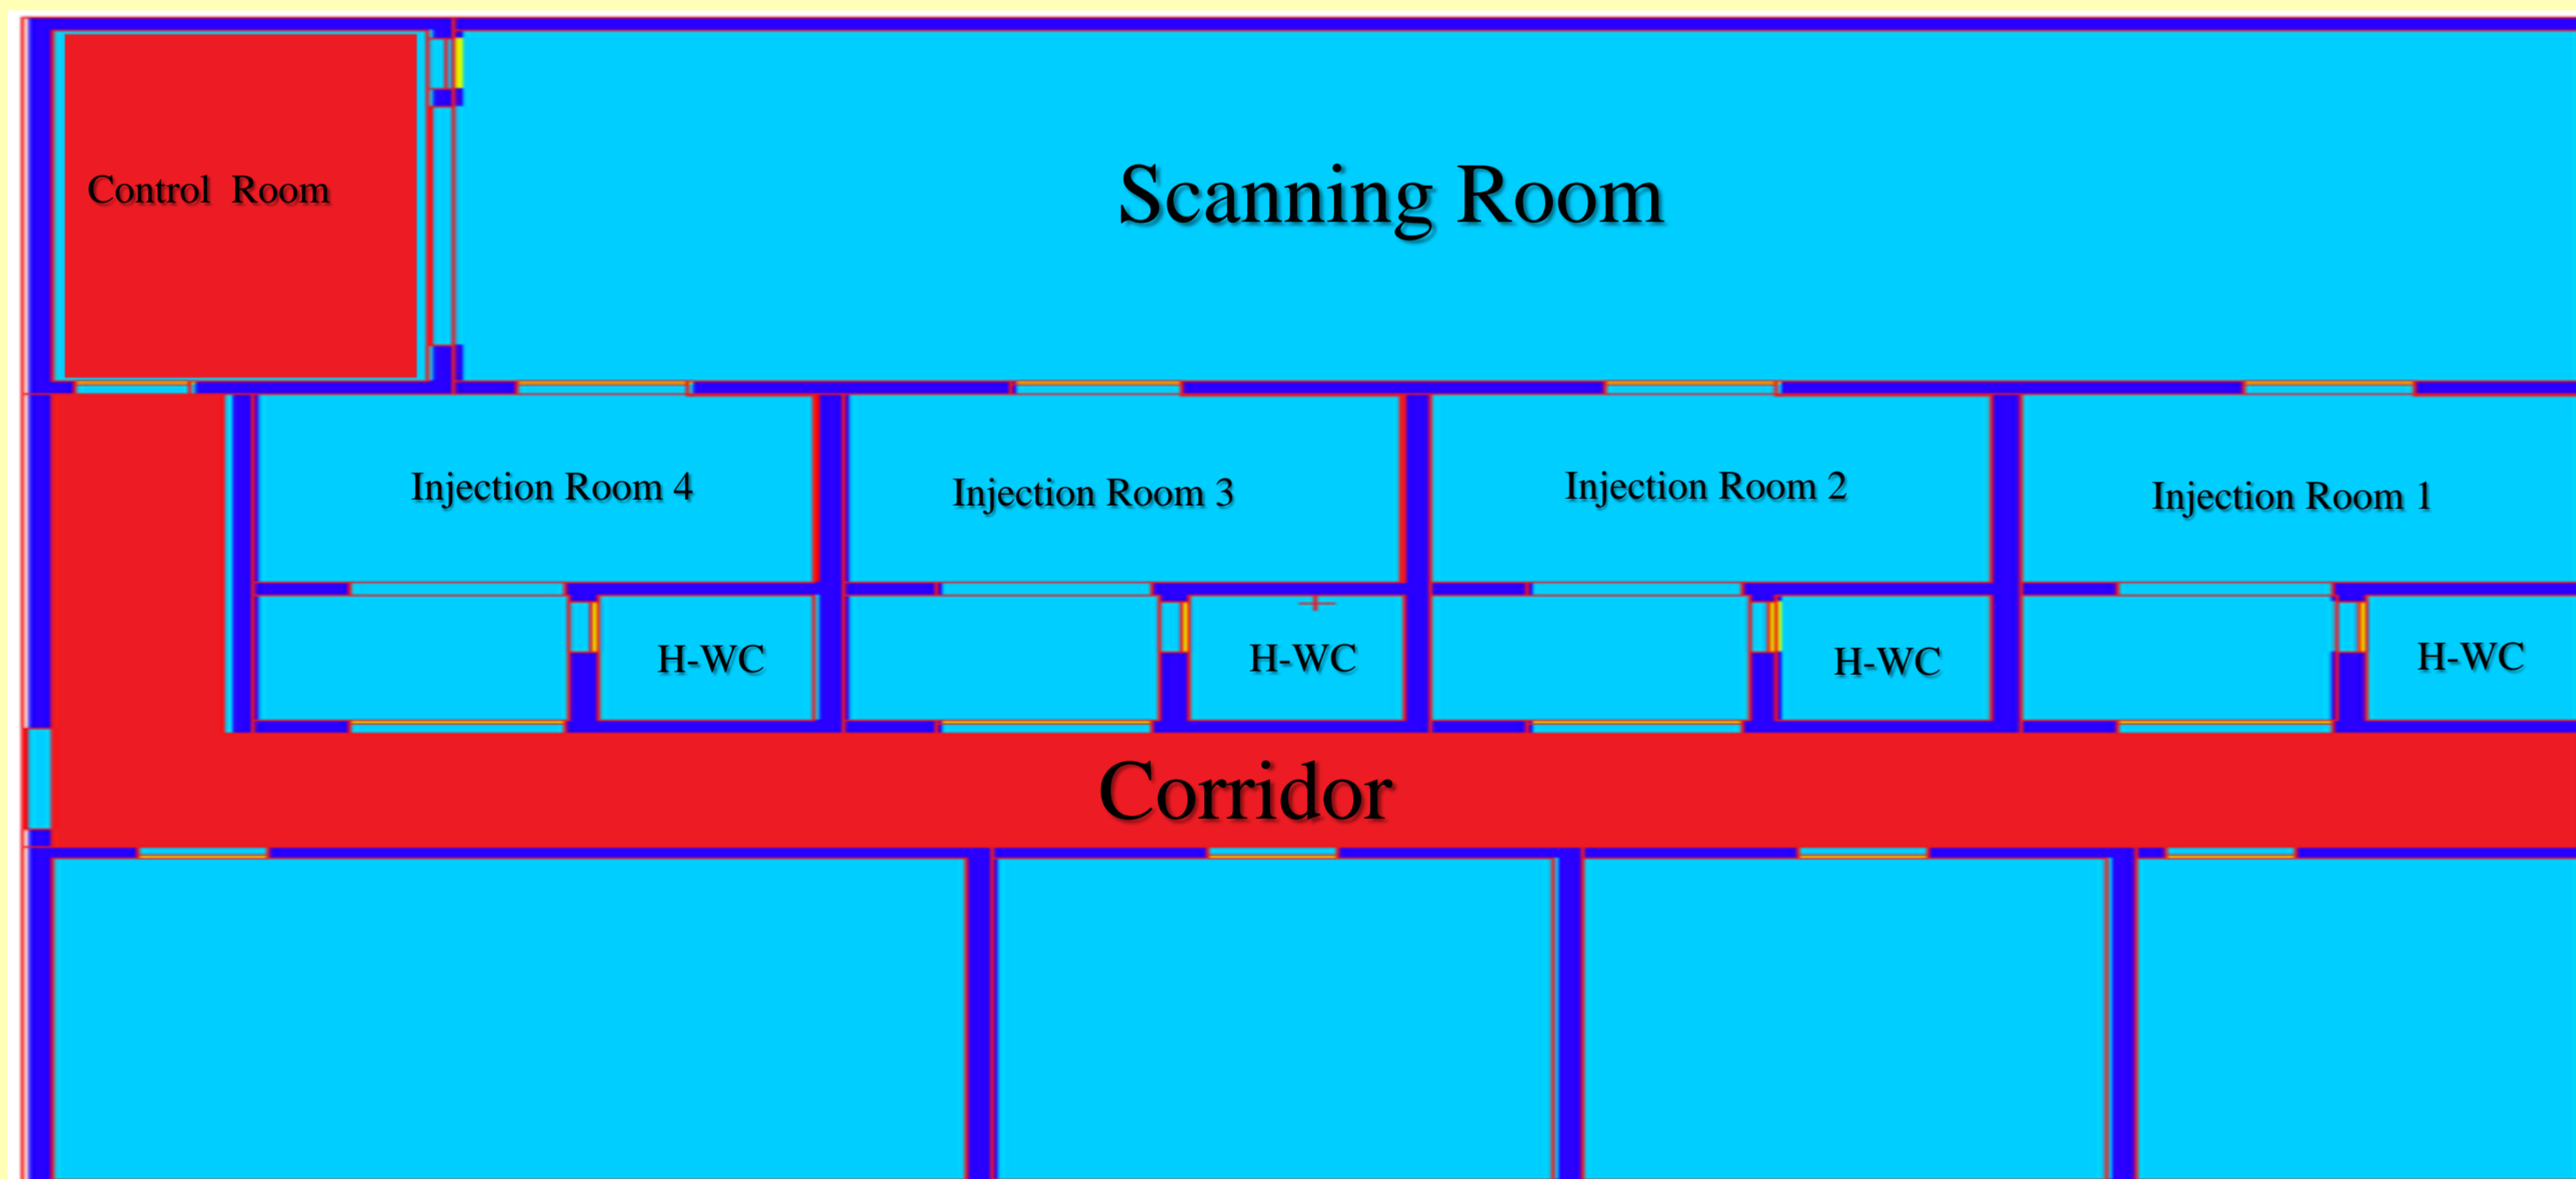 Control Room
Scanning Room
Injection Room 4
Injection Room 3
Injection Room 2
Injection Room 1
H-WC
H-WC
H-WC
H-WC
Corridor